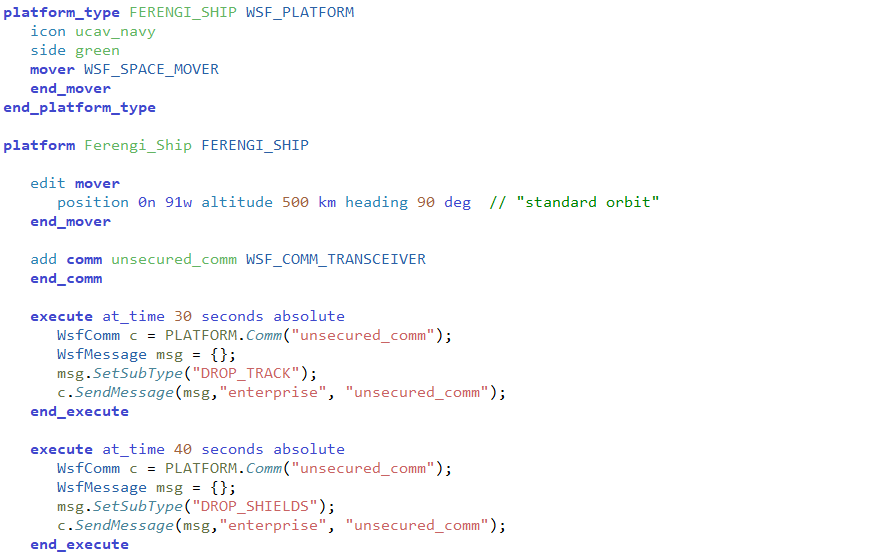 platform_type FERENGI_SHIP WSF_PLATFORM
   icon ucav_navy
   side green
   mover WSF_SPACE_MOVER
   end_mover
end_platform_type

platform Ferengi_Ship FERENGI_SHIP

   edit mover
      position 0n 91w altitude 500 km heading 90 deg  // "standard orbit"
   end_mover

   add comm unsecured_comm WSF_COMM_TRANSCEIVER
   end_comm

   execute at_time 30 seconds absolute
      WsfComm c = PLATFORM.Comm("unsecured_comm");
      WsfMessage msg = {};
      msg.SetSubType("DROP_TRACK");
      c.SendMessage(msg,"enterprise", "unsecured_comm");
   end_execute

   execute at_time 40 seconds absolute
      WsfComm c = PLATFORM.Comm("unsecured_comm");
      WsfMessage msg = {};
      msg.SetSubType("DROP_SHIELDS");
      c.SendMessage(msg,"enterprise", "unsecured_comm");
   end_execute